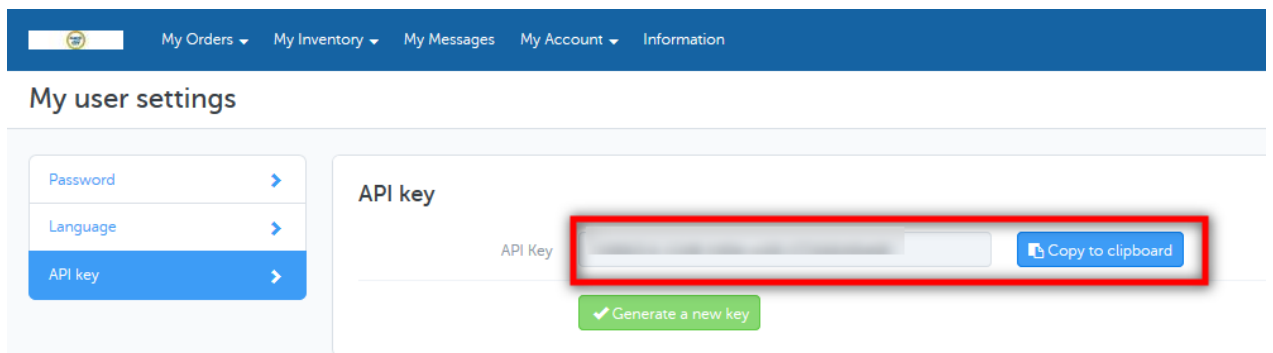 My Orders My Inventory My Messages My Account Information
My user settings
Password
Language
API key
API key
API Key Copy to clipboard
Generate a new key